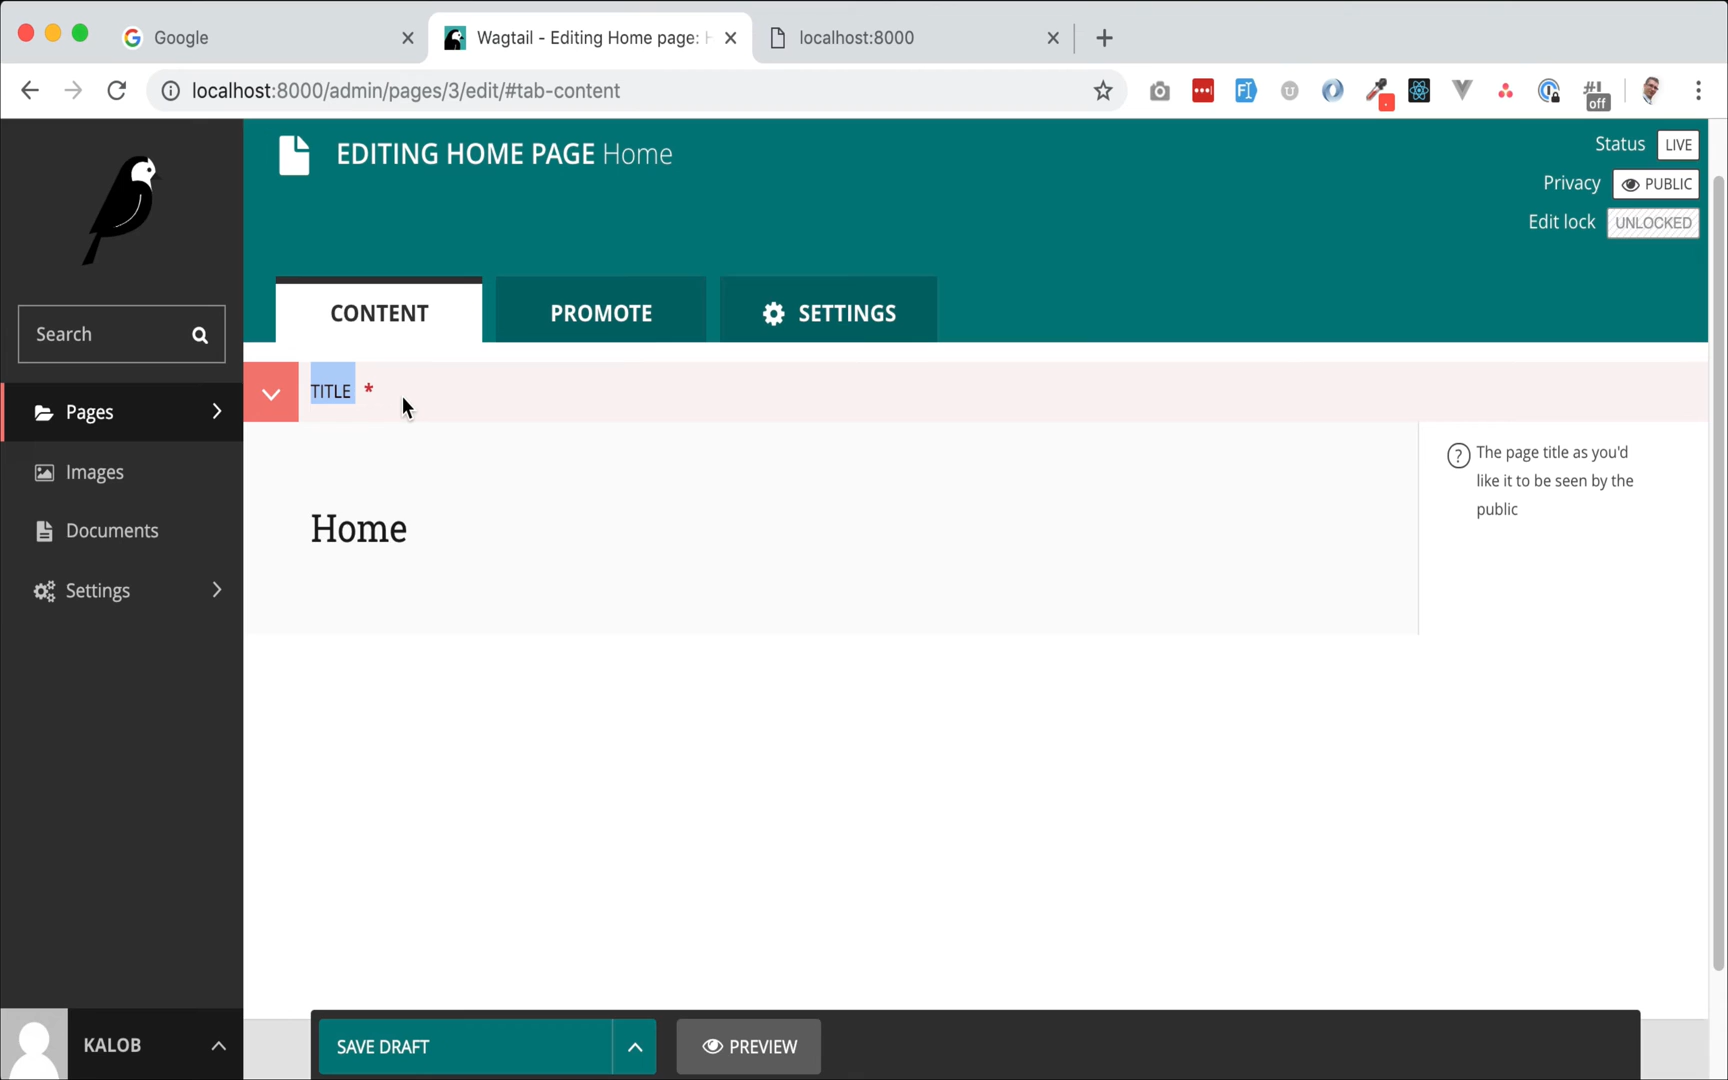 Google
Wagtail - Editing Home page:
localhost:8000
localhost:8000/admin/pages/3/edit/#tab-content
off
EDITING HOME PAGE Home
Status LIVE
Privacy PUBLIC
Edit lock UNLOCKED
CONTENT
PROMOTE
SETTINGS
Search
Pages
Images
Documents
Settings
TITLE *
Home
? The page title as you'd
like it to be seen by the
public
KALOB
SAVE DRAFT
PREVIEW